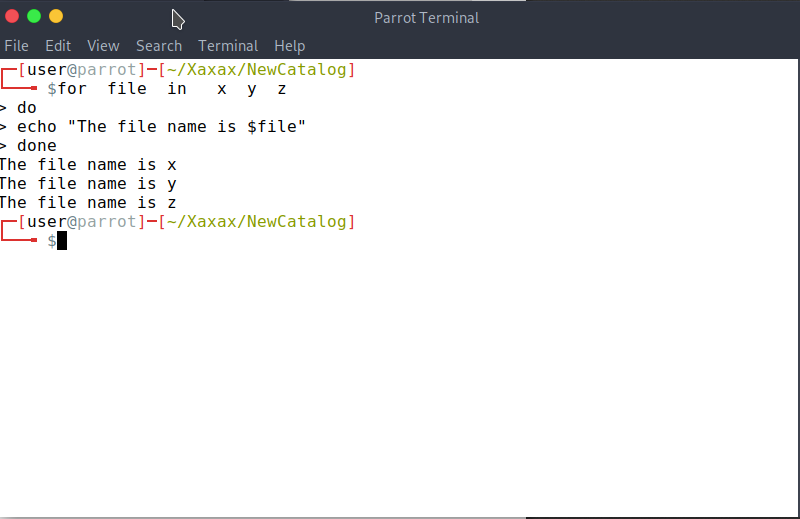 Parrot Terminal
File Edit View Search Terminal Help
[user@parrot]─[~/Xaxax/NewCatalog]
$for  file  in   x  y  z
> do
> echo "The file name is $file"
> done
The file name is x
The file name is y
The file name is z
[user@parrot]─[~/Xaxax/NewCatalog]
$